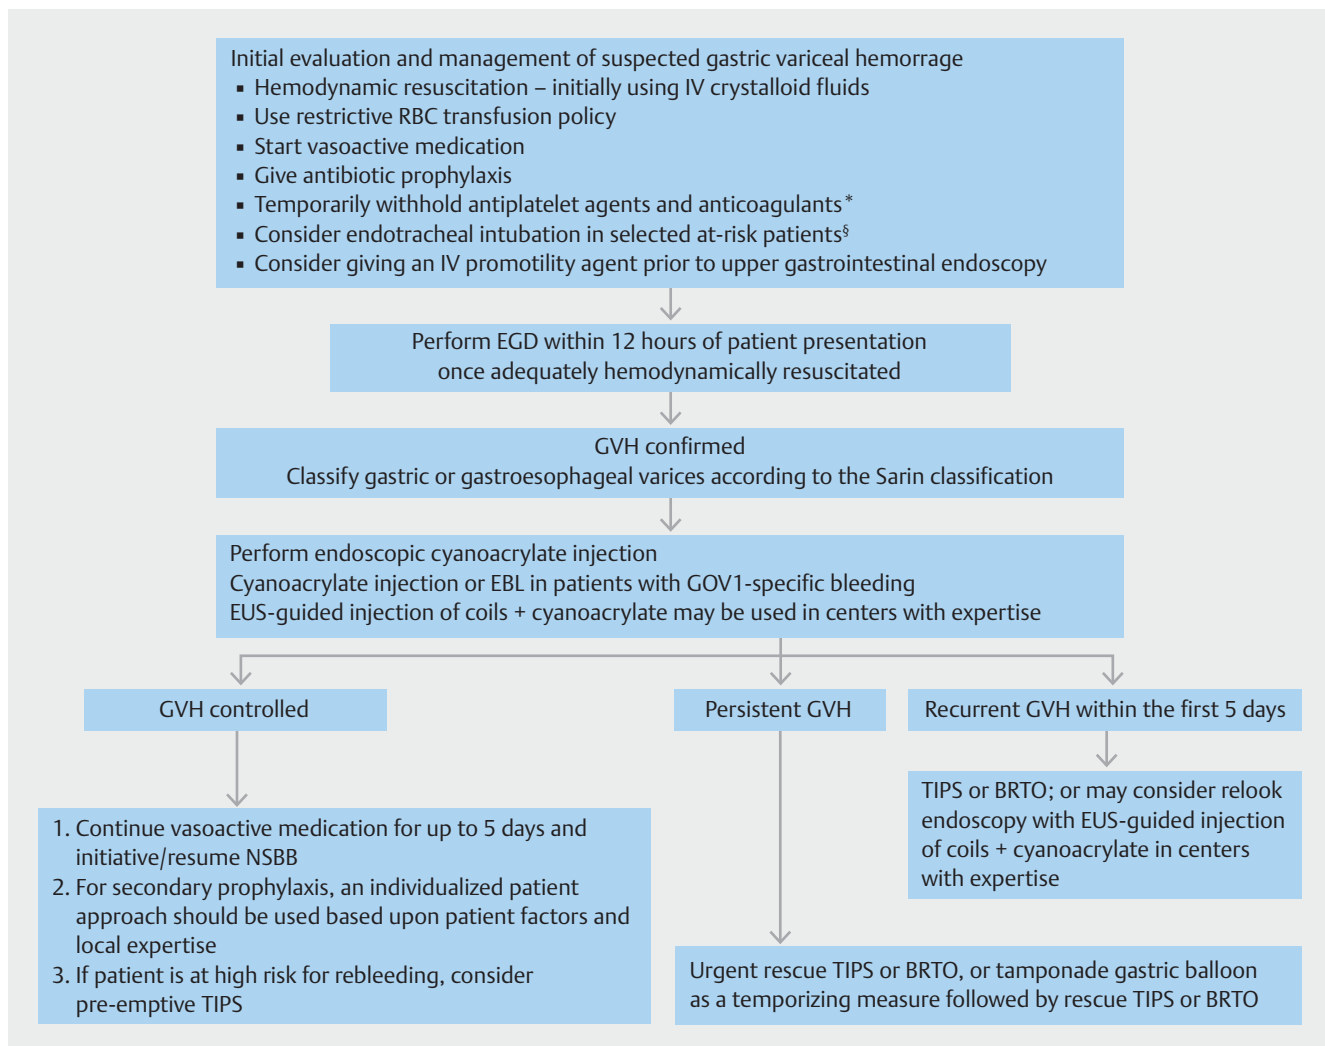 Initial evaluation and management of suspected gastric variceal hemorrhage
▪ Hemodynamic resuscitation – initially using IV crystalloid fluids
▪ Use restrictive RBC transfusion policy
▪ Start vasoactive medication
▪ Give antibiotic prophylaxis
▪ Temporarily withhold antiplatelet agents and anticoagulants*
▪ Consider endotracheal intubation in selected at-risk patients§
▪ Consider giving an IV promotility agent prior to upper gastrointestinal endoscopy
Perform EGD within 12 hours of patient presentation
once adequately hemodynamically resuscitated
GVH confirmed
Classify gastric or gastroesophageal varices according to the Sarin classification
Perform endoscopic cyanoacrylate injection
Cyanoacrylate injection or EBL in patients with GOV1-specific bleeding
EUS-guided injection of coils + cyanoacrylate may be used in centers with expertise
GVH controlled
1. Continue vasoactive medication for up to 5 days and
initiative/resume NSBB
2. For secondary prophylaxis, an individualized patient
approach should be used based upon patient factors and
local expertise
3. If patient is at high risk for rebleeding, consider
pre-emptive TIPS
Persistent GVH
Urgent rescue TIPS or BRTO, or tamponade gastric balloon
as a temporizing measure followed by rescue TIPS or BRTO
Recurrent GVH within the first 5 days
TIPS or BRTO; or may consider relook
endoscopy with EUS-guided injection
of coils + cyanoacrylate in centers
with expertise